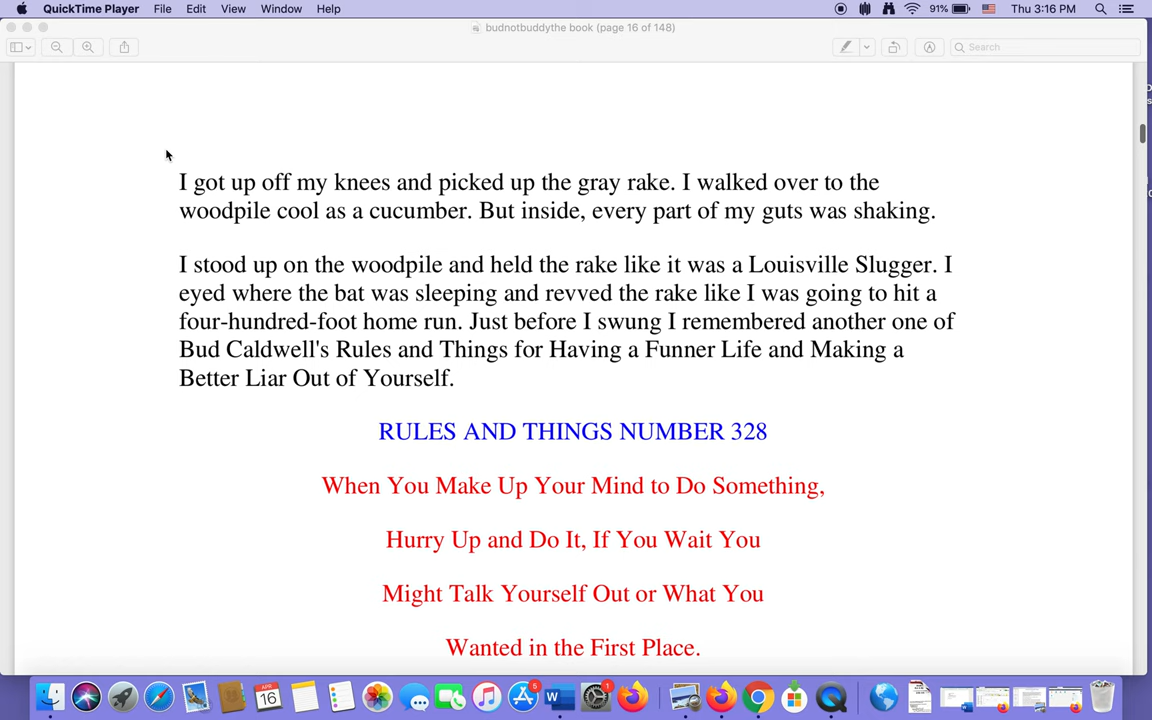 QuickTime Player File Edit View Window Help 91% Thu 3:16 PM
budnotbuddythe book (page 16 of 148)
Search
I got up off my knees and picked up the gray rake. I walked over to the
woodpile cool as a cucumber. But inside, every part of my guts was shaking.
I stood up on the woodpile and held the rake like it was a Louisville Slugger. I
eyed where the bat was sleeping and revved the rake like I was going to hit a
four-hundred-foot home run. Just before I swung I remembered another one of
Bud Caldwell's Rules and Things for Having a Funner Life and Making a
Better Liar Out of Yourself.
RULES AND THINGS NUMBER 328
When You Make Up Your Mind to Do Something,
Hurry Up and Do It, If You Wait You
Might Talk Yourself Out or What You
Wanted in the First Place.
APR
16
5
W
1